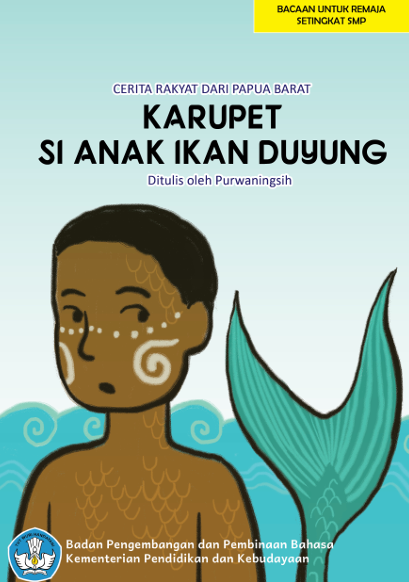 BACAAN UNTUK REMAJA
SETINGKAT SMP
CERITA RAKYAT DARI PAPUA BARAT
KARUPET
SI ANAK IKAN DUYUNG
Ditulis oleh Purwaningsih
Badan Pengembangan dan Pembinaan Bahasa
Kementerian Pendidikan dan Kebudayaan